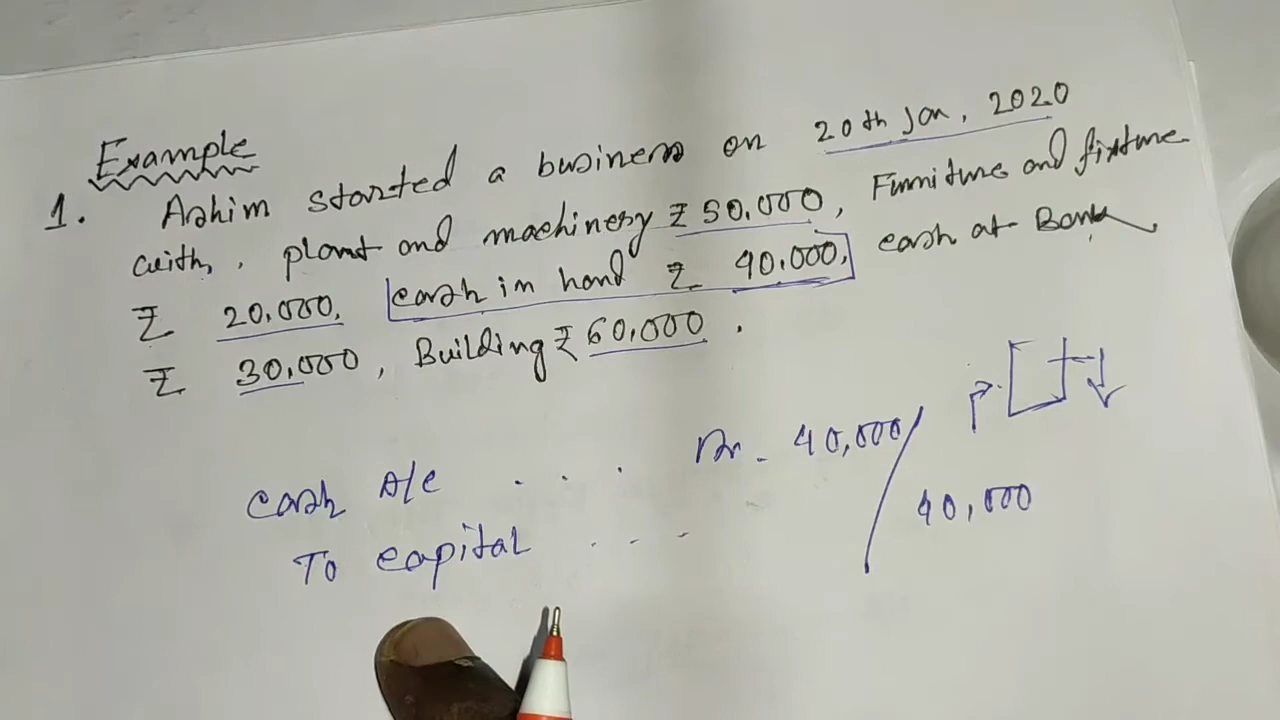 Example
1. Ashim started a business on 20th Jan, 2020
with, plant and machinery ₹ 50,000, Furniture and fixture
₹ 20,000, cash in hand ₹ 40,000, cash at Bank
₹ 30,000, Building ₹ 60,000.
Cash A/c . . . Dr. 40,000
To capital . . . 40,000